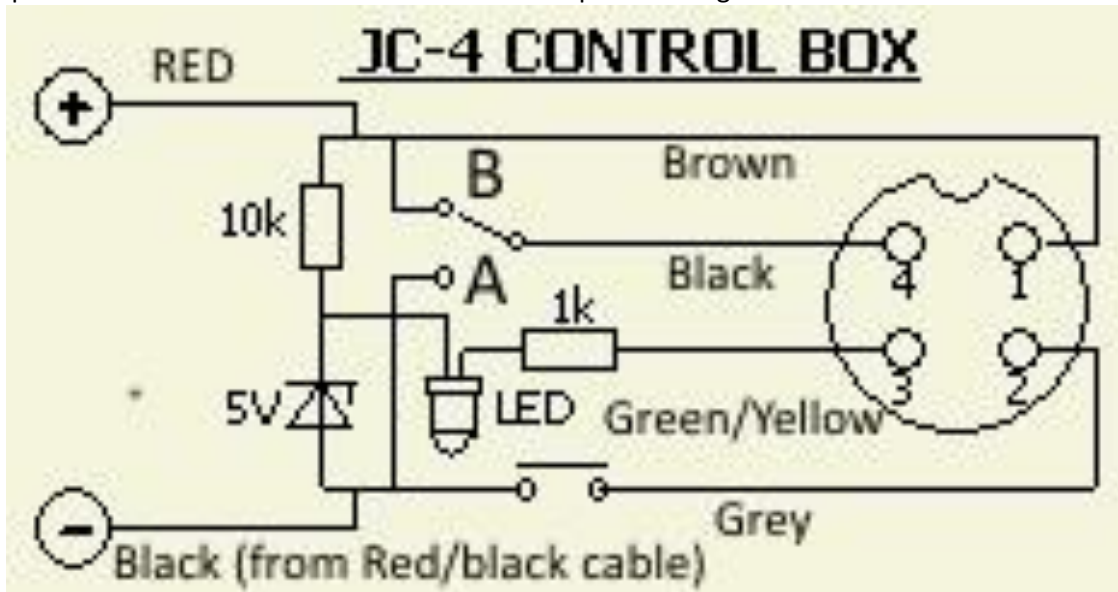 JC-4 CONTROL BOX
RED
+
Brown
B
10k
4
1
Black
A
1k
3
2
5V
LED
Green/Yellow
-
Grey
Black (from Red/black cable)